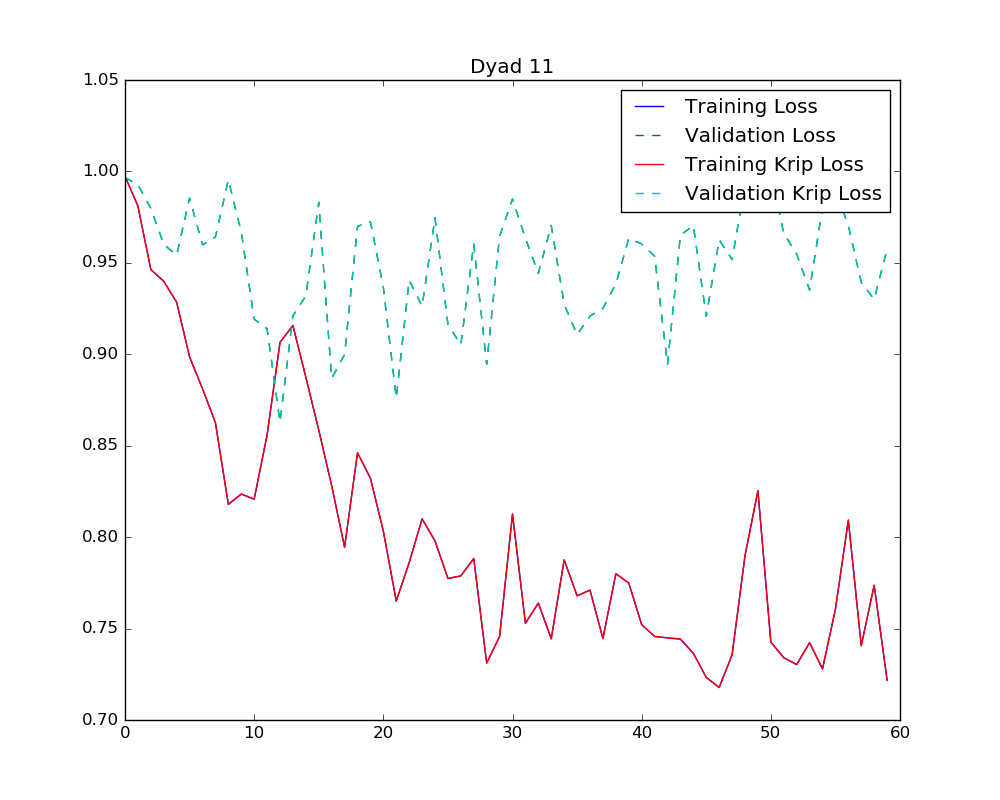 Dyad 11
1.05
1.00
0.95
0.90
0.85
0.80
0.75
0.70
0 10 20 30 40 50 60
Training Loss
Validation Loss
Training Krip Loss
Validation Krip Loss